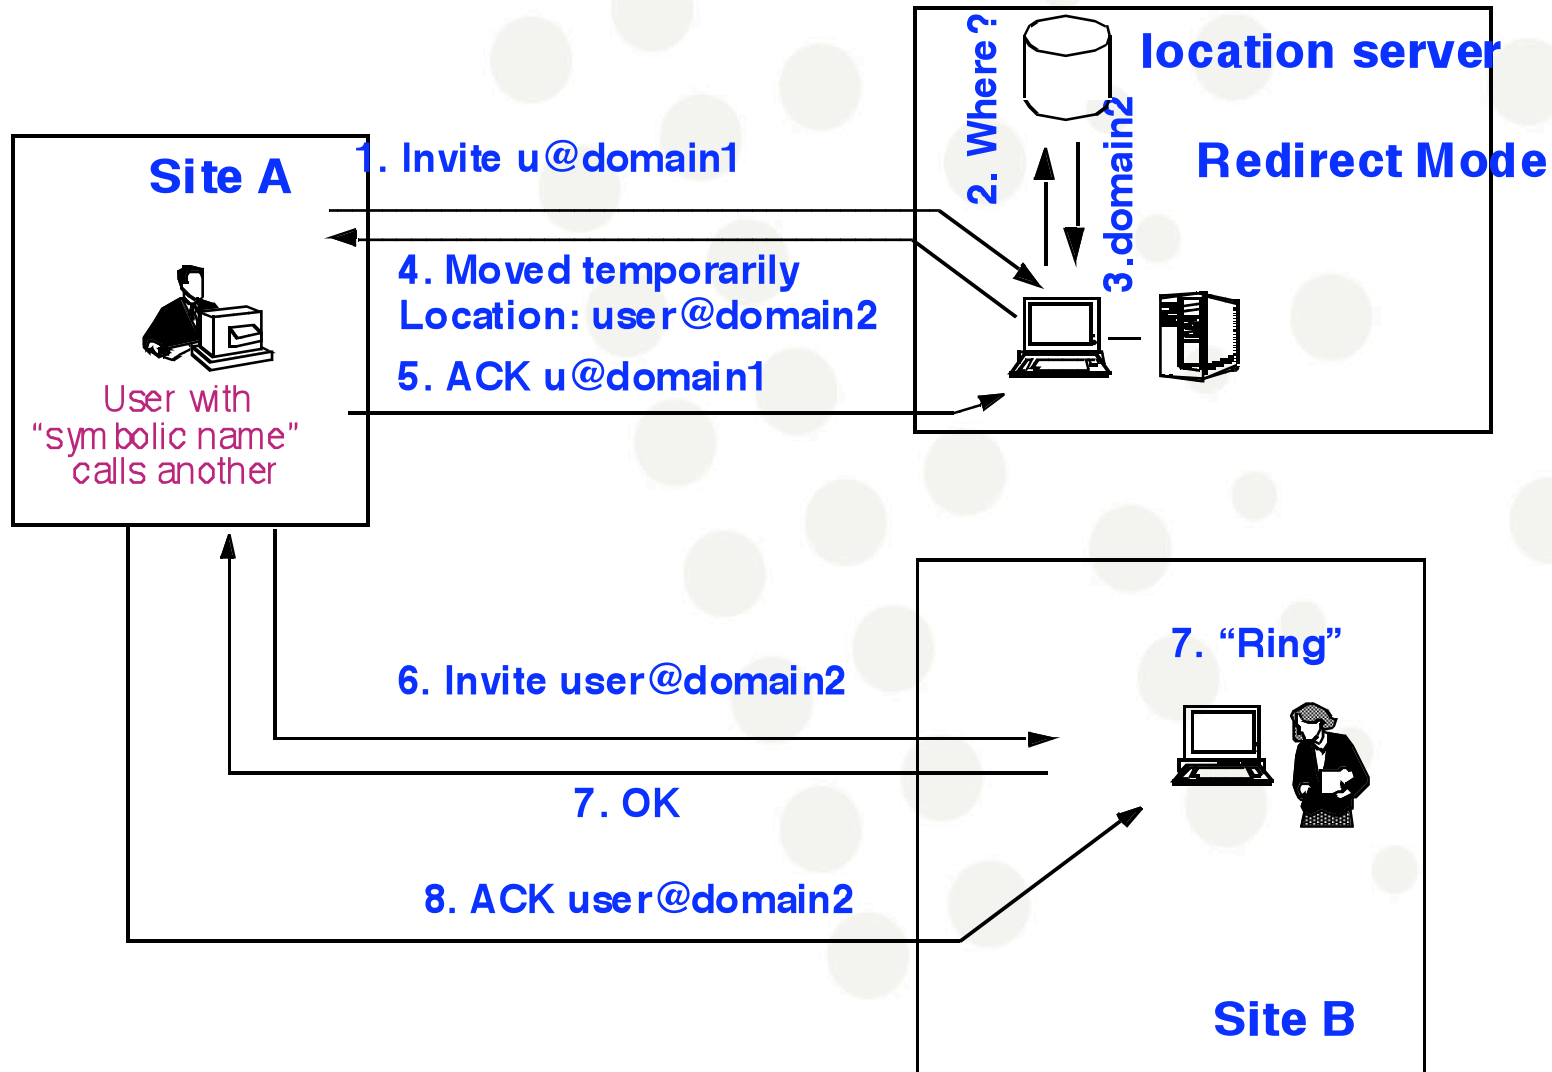 location server
Redirect Mode
2. Where?
3.domain2
Site A
1. Invite u@domain1
4. Moved temporarily
Location: user@domain2
5. ACK u@domain1
User with
“symbolic name”
calls another
6. Invite user@domain2
7. “Ring”
7. OK
8. ACK user@domain2
Site B